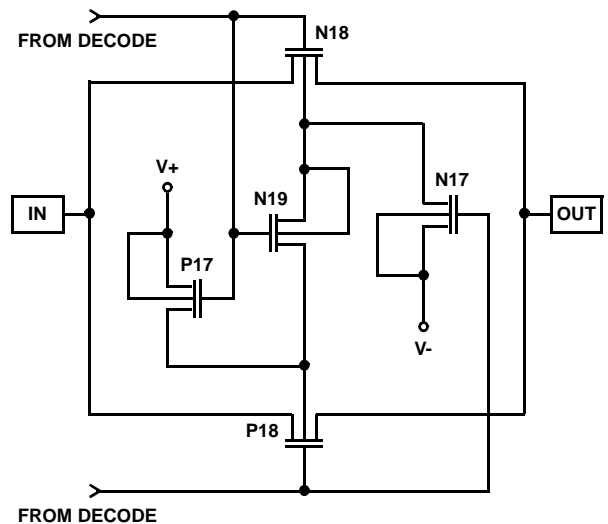 FROM DECODE
N18
V+
N19
N17
IN
OUT
P17
V-
P18
FROM DECODE